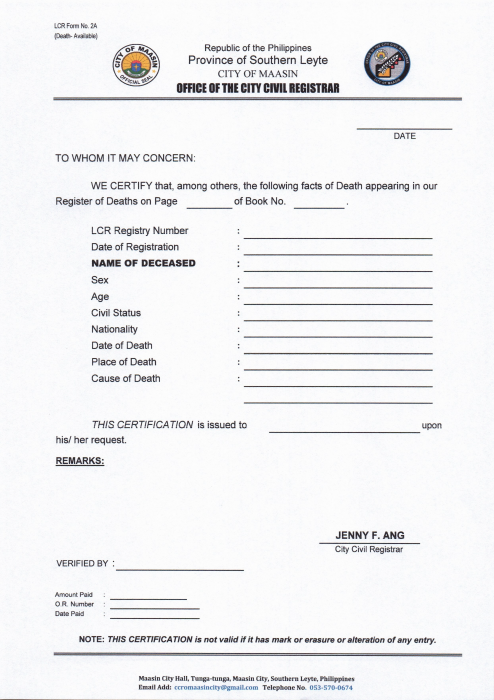 LCR Form No. 2A
(Death- Available)
CITY OF MAASIN
OFFICIAL SEAL
Republic of the Philippines
Province of Southern Leyte
CITY OF MAASIN
OFFICE OF THE CITY CIVIL REGISTRAR
DATE
TO WHOM IT MAY CONCERN:
WE CERTIFY that, among others, the following facts of Death appearing in our
Register of Deaths on Page ________ of Book No. _________ .
LCR Registry Number :
Date of Registration :
NAME OF DECEASED :
Sex :
Age :
Civil Status :
Nationality :
Date of Death :
Place of Death :
Cause of Death :
THIS CERTIFICATION is issued to ______________________ upon
his/ her request.
REMARKS:
JENNY F. ANG
City Civil Registrar
VERIFIED BY :
Amount Paid :
O.R. Number :
Date Paid :
NOTE: THIS CERTIFICATION is not valid if it has mark or erasure or alteration of any entry.
Maasin City Hall, Tunga-tunga, Maasin City, Southern Leyte, Philippines
Email Add: ccromaasincity@gmail.com Telephone No. 053-570-0674